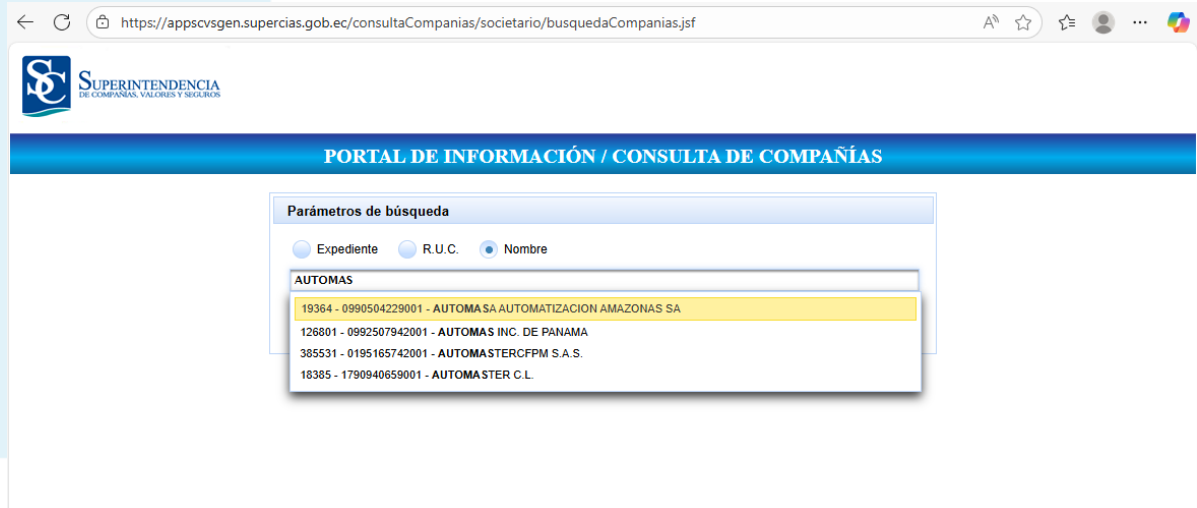 https://appscvsgen.supercias.gob.ec/consultaCompanias/societario/busquedaCompanias.jsf
SC SUPERINTENDENCIA
DE COMPAÑÍAS, VALORES Y SEGUROS
PORTAL DE INFORMACIÓN / CONSULTA DE COMPAÑÍAS
Parámetros de búsqueda
Expediente R.U.C. Nombre
AUTOMAS
19364 - 0990504229001 - AUTOMASA AUTOMATIZACION AMAZONAS SA
126801 - 0992507942001 - AUTOMAS INC. DE PANAMA
385531 - 0195165742001 - AUTOMASTERCFPM S.A.S.
18385 - 1790940659001 - AUTOMASTER C.L.